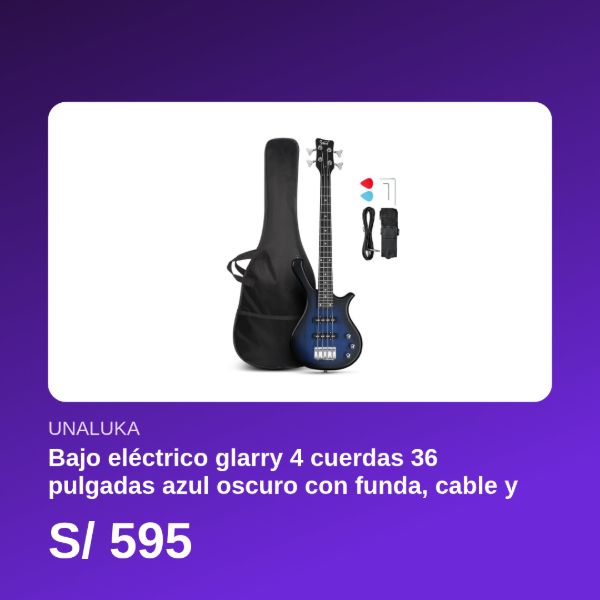 UNALUKA
Bajo eléctrico glarry 4 cuerdas 36
pulgadas azul oscuro con funda, cable y
S/ 595